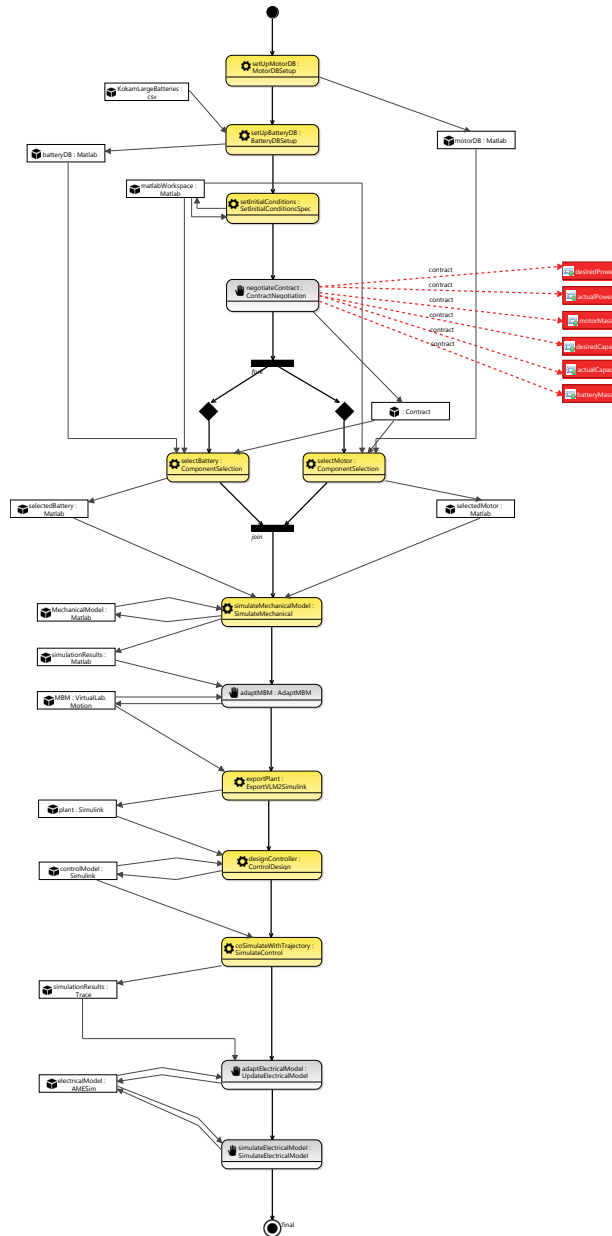 setUpMotorDB :
MotorDBSetup
KokamLargeBatteries :
csv
setUpBatteryDB :
BatteryDBSetup
motorDB : Matlab
batteryDB : Matlab
matlabWorkspace :
Matlab
setInitialConditions :
SetInitialConditionsSpec
negotiateContract :
ContractNegotiation
contract
contract
contract
contract
contract
contract
desiredPowe
actualPower
motorMass
desiredCapa
actualCapac
batteryMass
fork
: Contract
selectBattery :
ComponentSelection
selectMotor :
ComponentSelection
selectedBattery :
Matlab
selectedMotor :
Matlab
join
MechanicalModel :
Matlab
simulateMechanicalModel :
SimulateMechanical
simulationResults :
Matlab
MBM : VirtualLab.
Motion
adaptMBM : AdaptMBM
exportPlant :
ExportVLM2Simulink
plant : Simulink
designController :
ControlDesign
controlModel :
Simulink
coSimulateWithTrajectory :
SimulateControl
simulationResults :
Trace
adaptElectricalModel :
UpdateElectricalModel
electricalModel :
AMESim
simulateElectricalModel :
SimulateElectricalModel
final